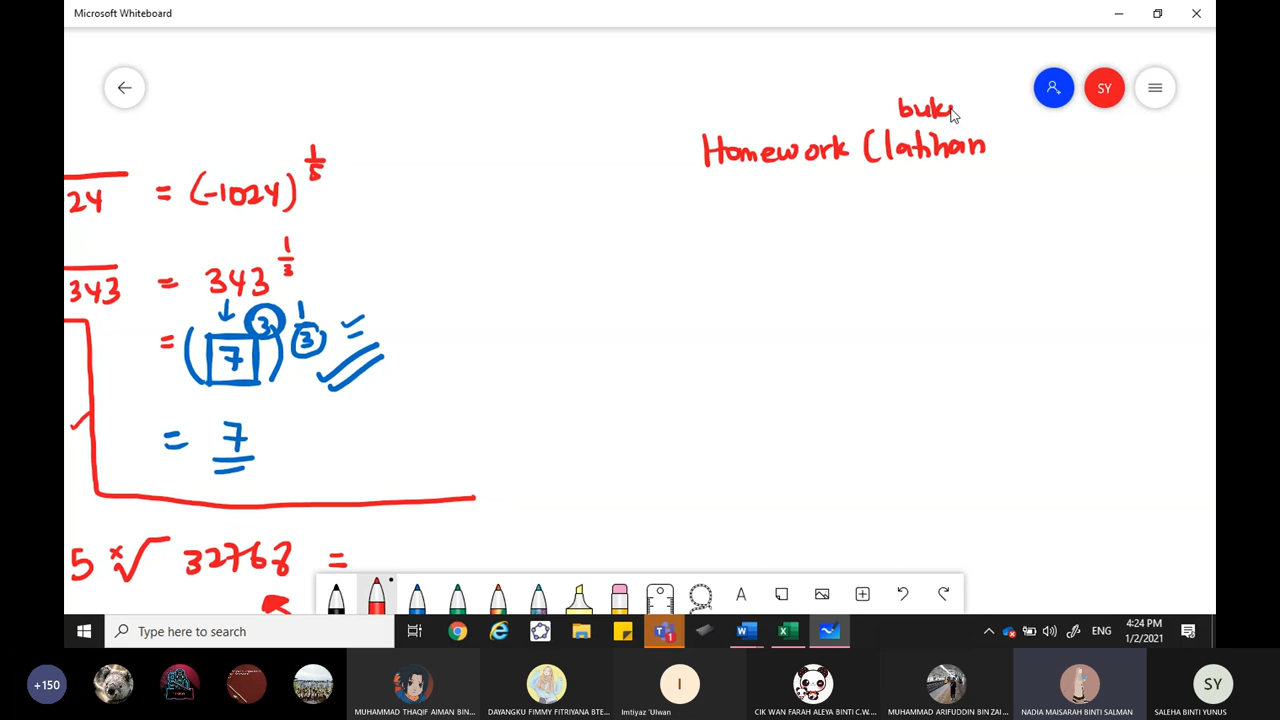 Microsoft Whiteboard
SY
buku
Homework (latihan
24 = (-1024)^1/5
343 = 343^1/3
= (7^3)^1/3
= 7
5 x√ 32768 =
A
Type here to search
ENG
4:24 PM
1/2/2021
+150
MUHAMMAD THAQIF AIMAN BIN...
DAYANGKU FIMMY FITRIYANA BTE...
I
Imtiyaz 'Ulwan
CIK WAN FARAH ALEYA BINTI C.W...
MUHAMMAD ARIFUDDIN BIN ZAI...
NADIA MAISARAH BINTI SALMAN
SY
SALEHA BINTI YUNUS